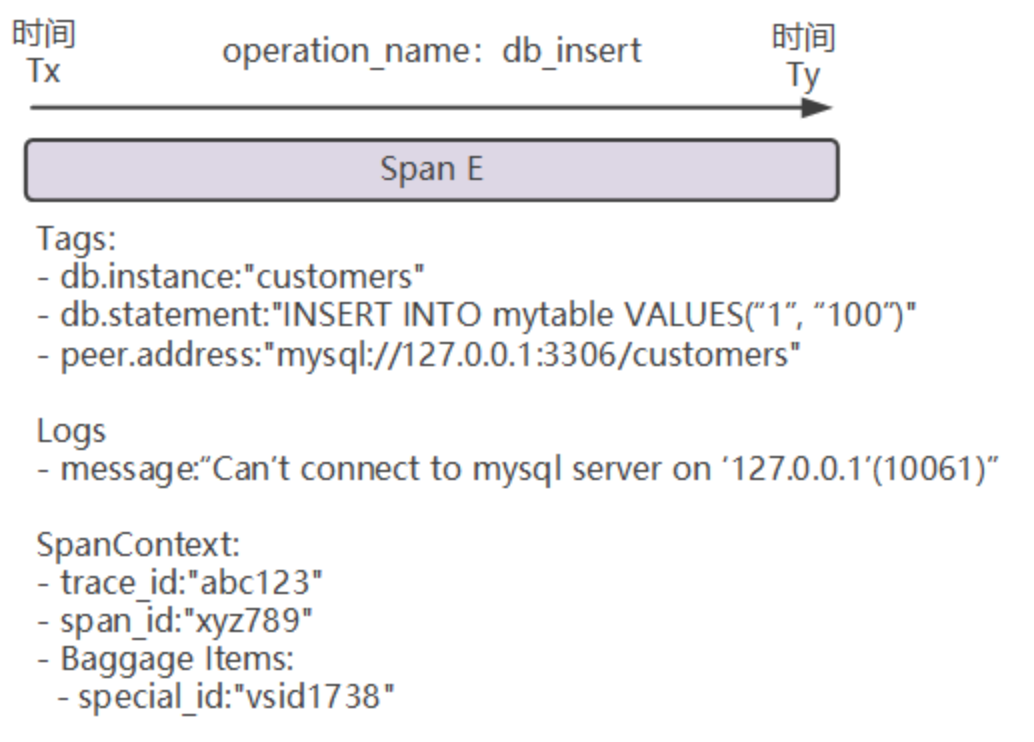 时间
Tx
operation_name: db_insert
时间
Ty
Span E
Tags:
- db.instance:"customers"
- db.statement:"INSERT INTO mytable VALUES(“1”, “100”)"
- peer.address:"mysql://127.0.0.1:3306/customers"
Logs
- message:“Can’t connect to mysql server on ‘127.0.0.1’(10061)”
SpanContext:
- trace_id:"abc123"
- span_id:"xyz789"
- Baggage Items:
- special_id:"vsid1738"